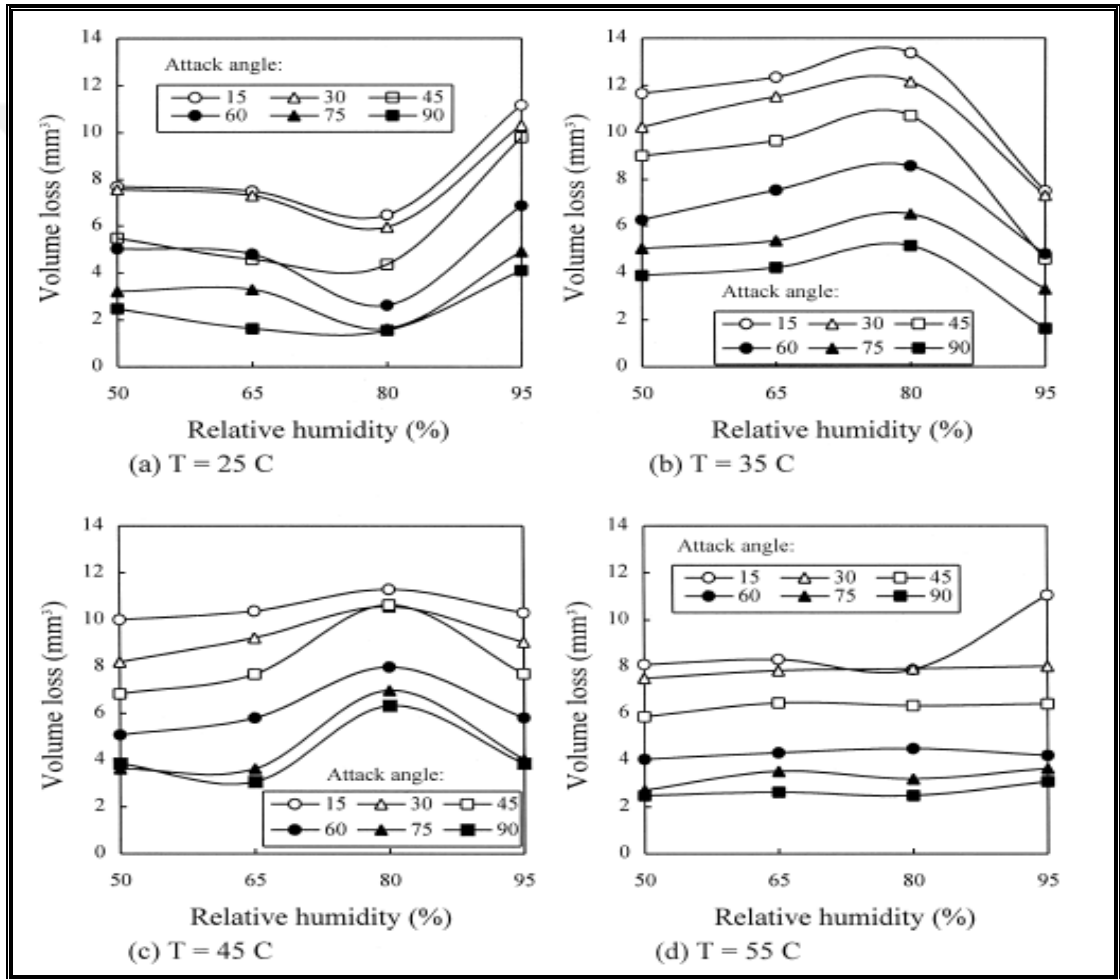 14
12
10
8
6
4
2
0
Volume loss (mm³)
Attack angle:
15 30 45
60 75 90
50 65 80 95
Relative humidity (%)
(a) T = 25 C
14
12
10
8
6
4
2
0
Volume loss (mm³)
Attack angle:
15 30 45
60 75 90
50 65 80 95
Relative humidity (%)
(b) T = 35 C
14
12
10
8
6
4
2
0
Volume loss (mm³)
Attack angle:
15 30 45
60 75 90
50 65 80 95
Relative humidity (%)
(c) T = 45 C
14
12
10
8
6
4
2
0
Volume loss (mm³)
Attack angle:
15 30 45
60 75 90
50 65 80 95
Relative humidity (%)
(d) T = 55 C